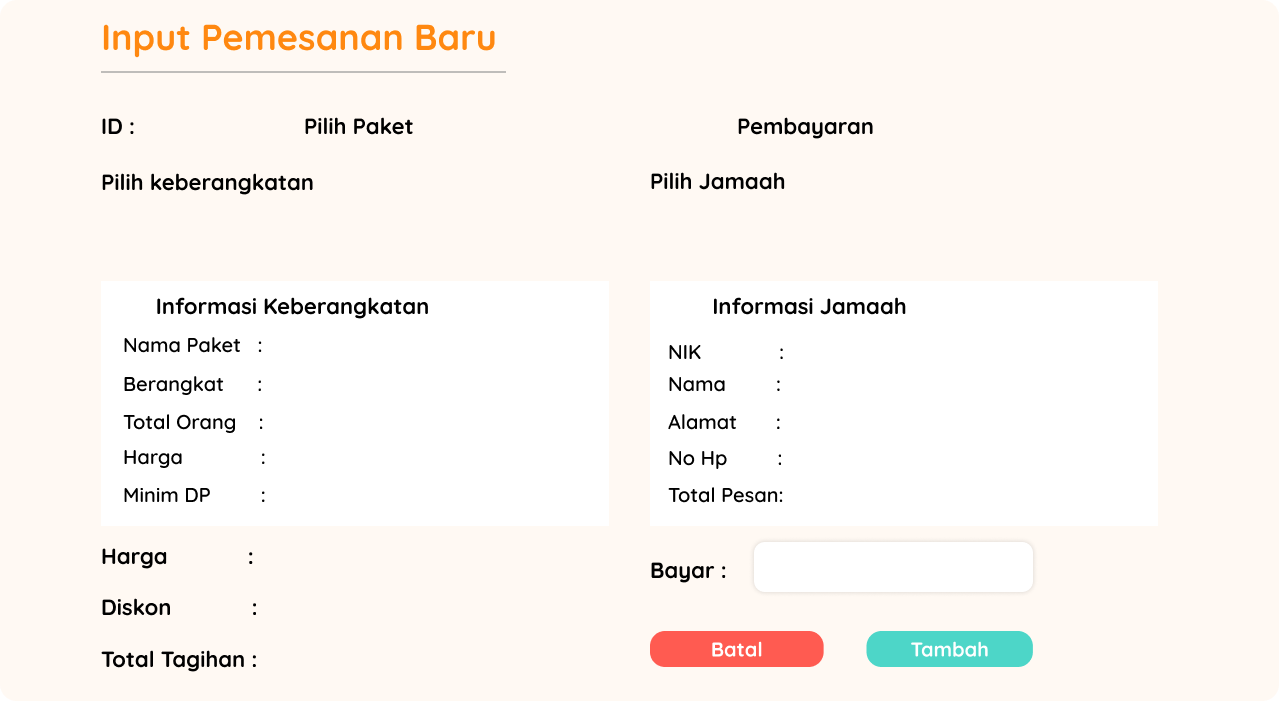 Input Pemesanan Baru
ID : Pilih Paket Pembayaran
Pilih keberangkatan Pilih Jamaah
Informasi Keberangkatan
Nama Paket :
Berangkat :
Total Orang :
Harga :
Minim DP :
Informasi Jamaah
NIK :
Nama :
Alamat :
No Hp :
Total Pesan:
Harga :
Diskon :
Total Tagihan :
Bayar :
Batal Tambah